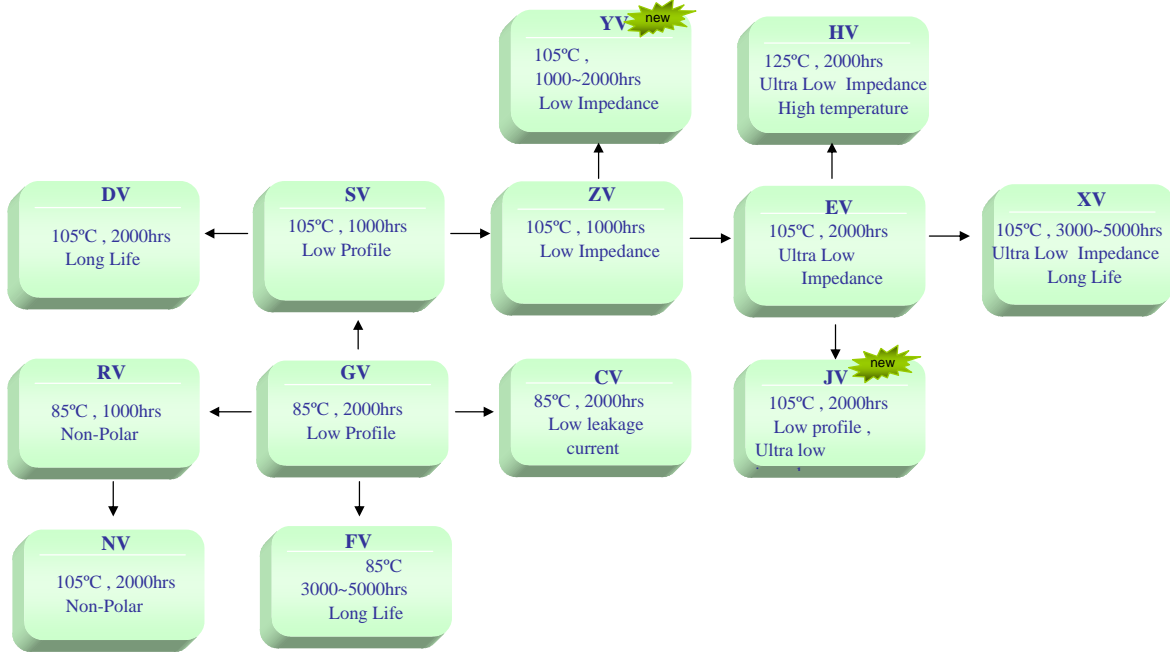 YV
new
105ºC ,
1000~2000hrs
Low Impedance
HV
125ºC , 2000hrs
Ultra Low Impedance
High temperature
DV
105ºC , 2000hrs
Long Life
SV
105ºC , 1000hrs
Low Profile
ZV
105ºC , 1000hrs
Low Impedance
EV
105ºC , 2000hrs
Ultra Low
Impedance
XV
105ºC , 3000~5000hrs
Ultra Low Impedance
Long Life
RV
85ºC , 1000hrs
Non-Polar
GV
85ºC , 2000hrs
Low Profile
CV
85ºC , 2000hrs
Low leakage
current
JV
new
105ºC , 2000hrs
Low profile ,
Ultra low
NV
105ºC , 2000hrs
Non-Polar
FV
85ºC
3000~5000hrs
Long Life